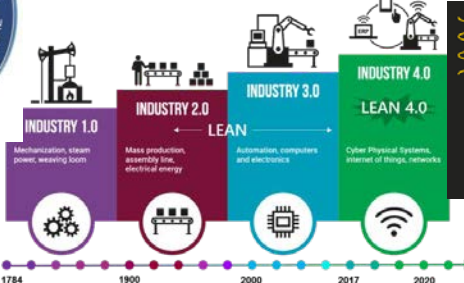 INDUSTRY 1.0
Mechanization, steam
power, weaving loom
INDUSTRY 2.0
Mass production,
assembly line,
electrical energy
LEAN
INDUSTRY 3.0
Automation, computers
and electronics
ERP
INDUSTRY 4.0
LEAN 4.0
Cyber Physical Systems,
internet of things, networks
1784
1900
2000
2017
2020